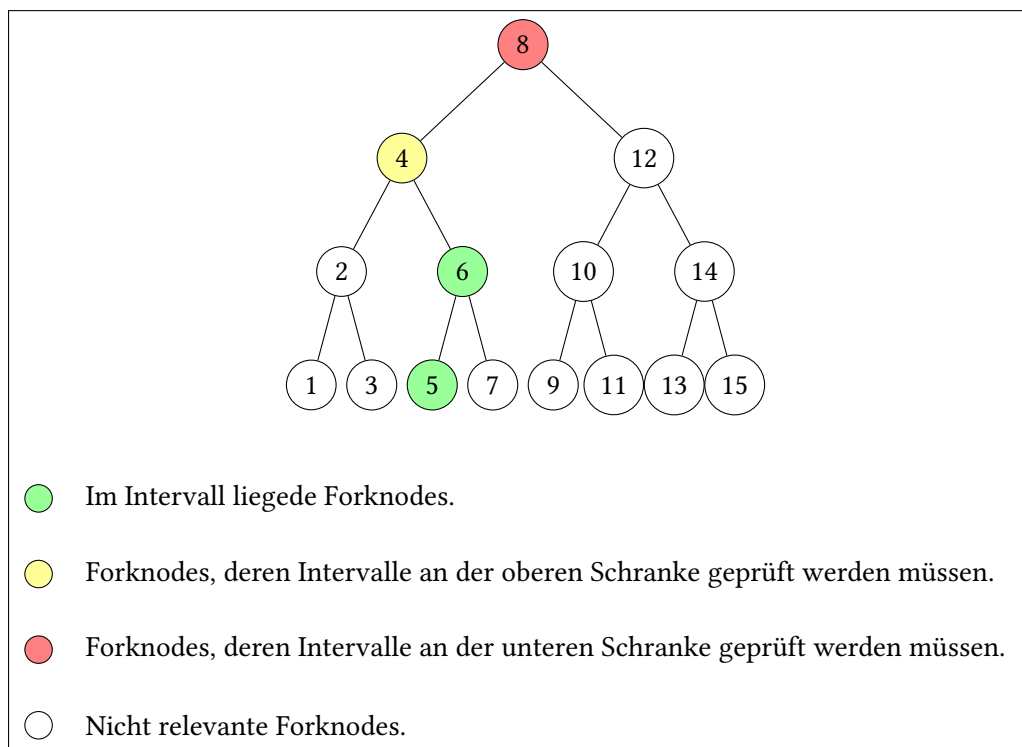 8
4 12
2 6 10 14
1 3 5 7 9 11 13 15
Im Intervall liegede Forknodes.
Forknodes, deren Intervalle an der oberen Schranke geprüft werden müssen.
Forknodes, deren Intervalle an der unteren Schranke geprüft werden müssen.
Nicht relevante Forknodes.